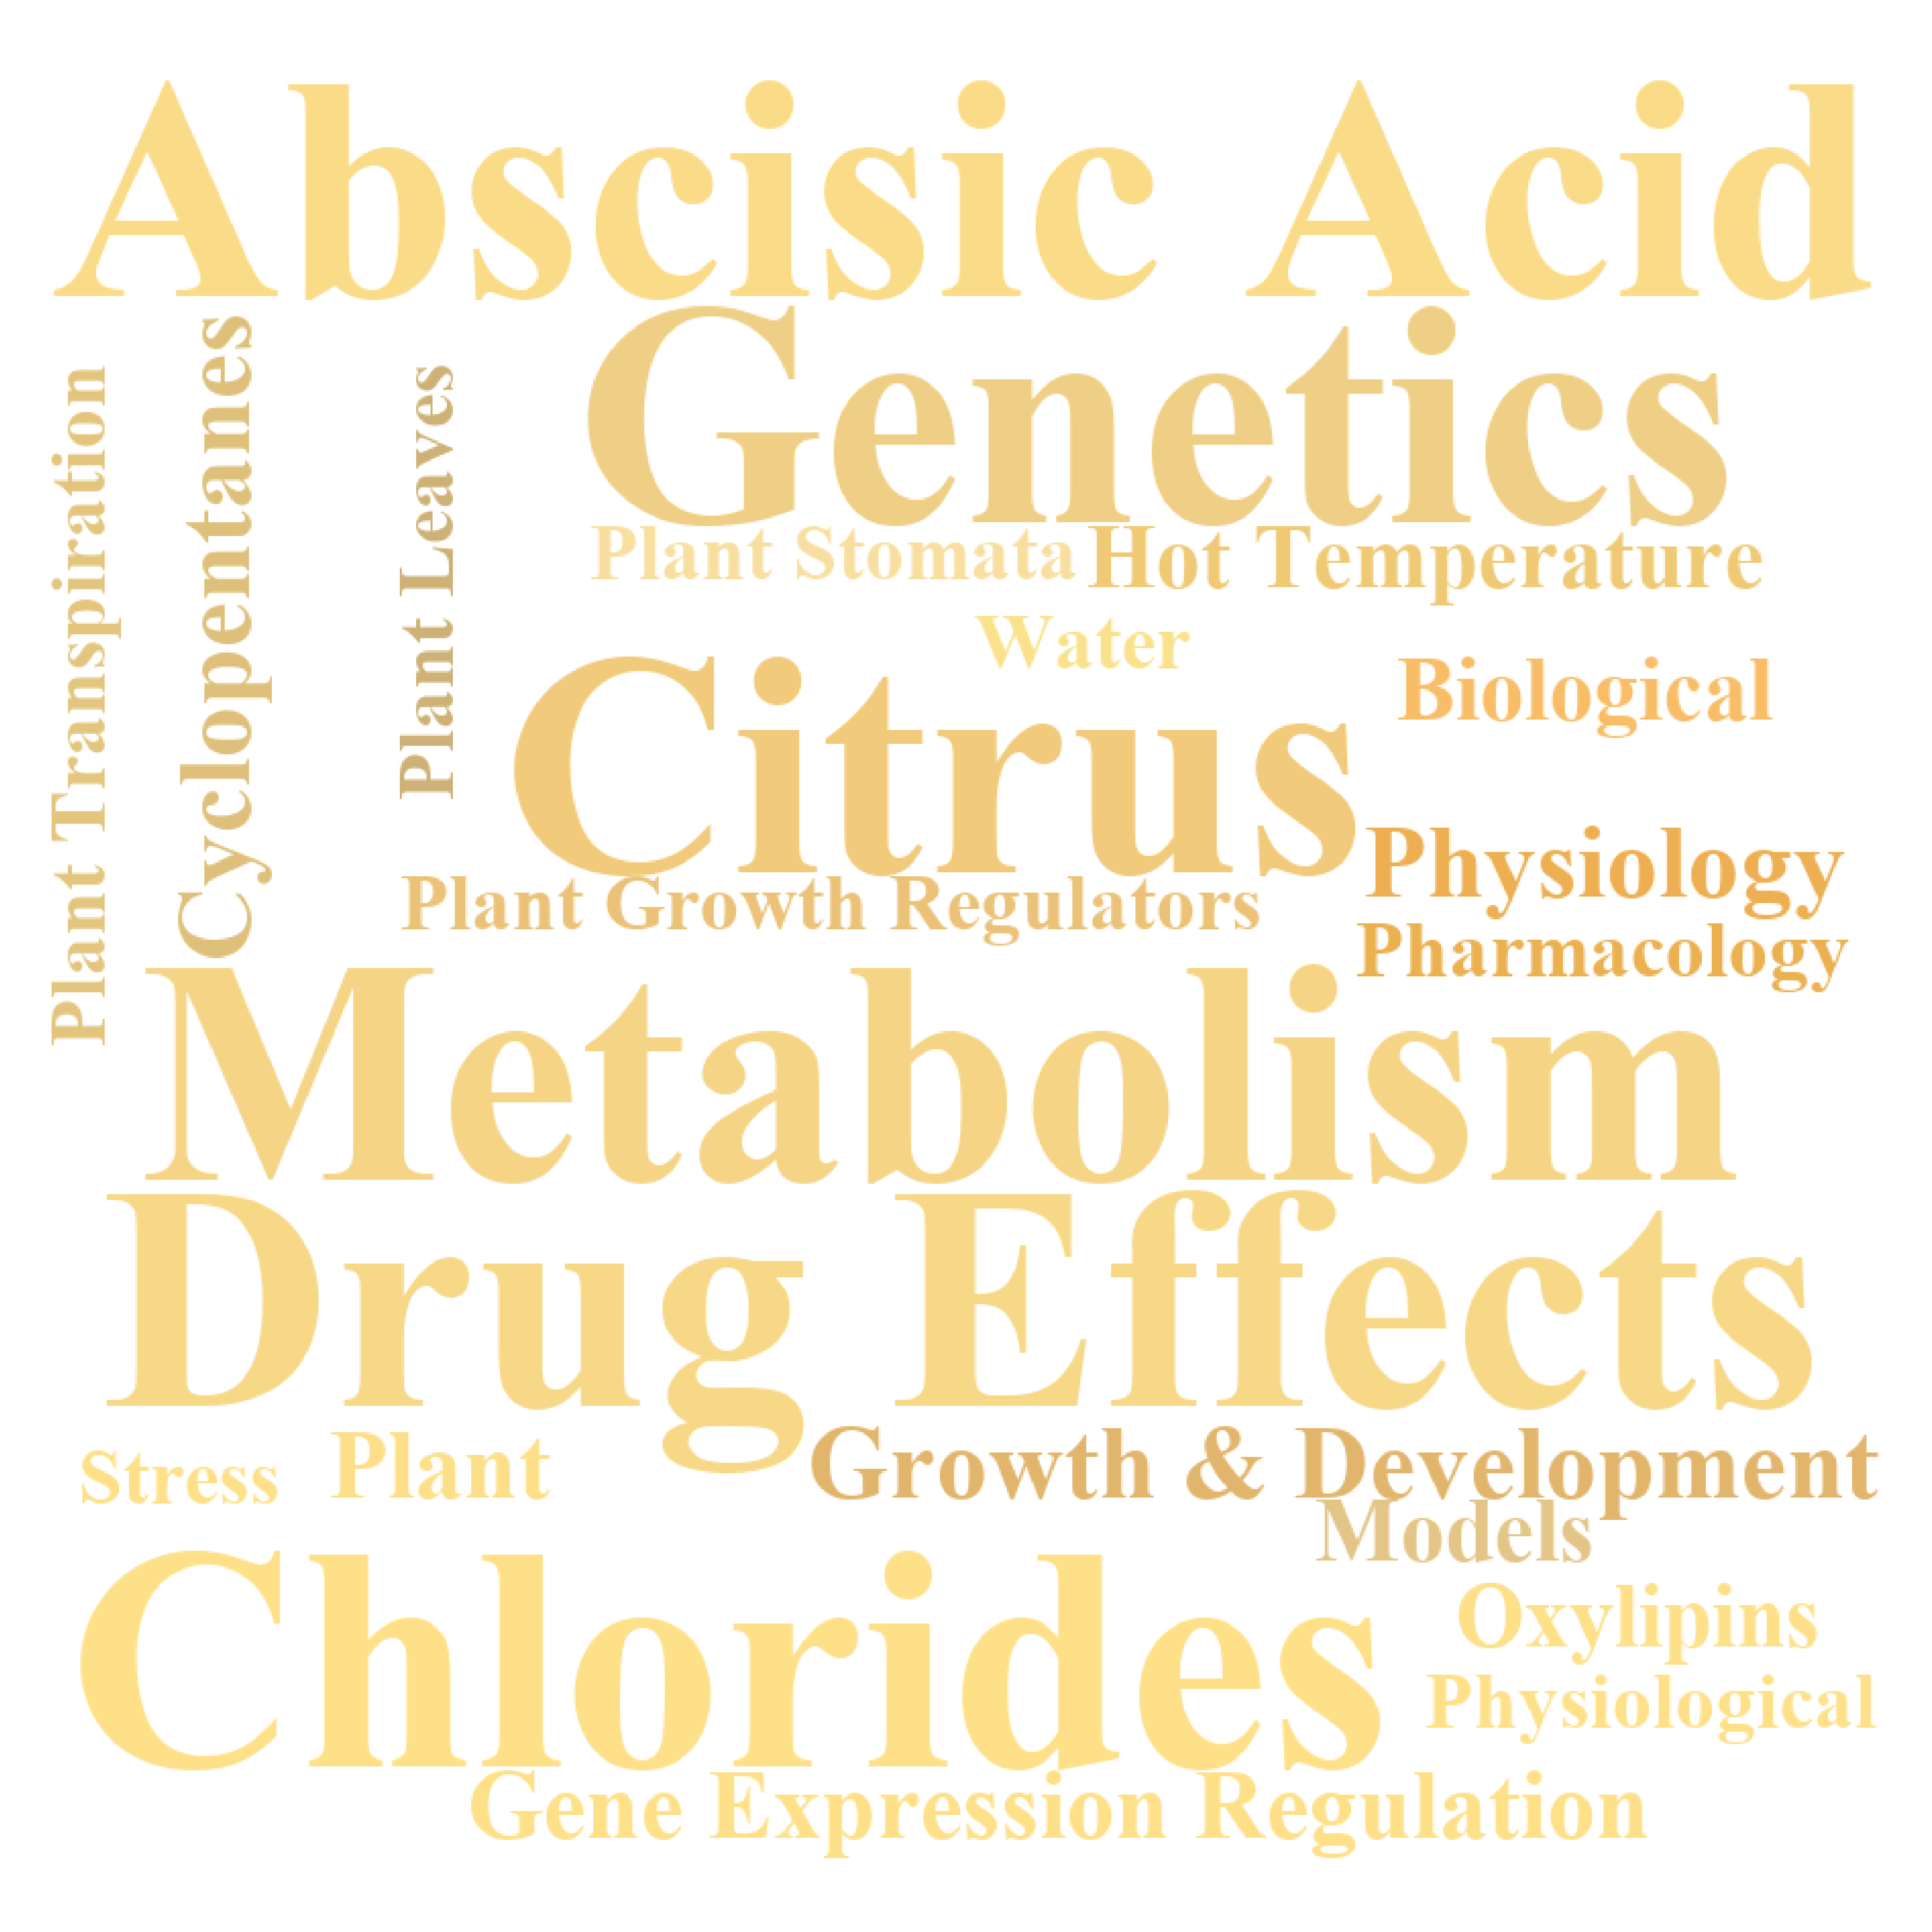 Abscisic Acid
Genetics
Plant Transpiration
Cyclopentanes
Plant Leaves
Plant Stomata
Hot Temperature
Water
Citrus
Biological
Physiology
Plant Growth Regulators
Pharmacology
Metabolism
Drug Effects
Stress
Plant
Growth & Development
Models
Chlorides
Oxylipins
Physiological
Gene Expression Regulation